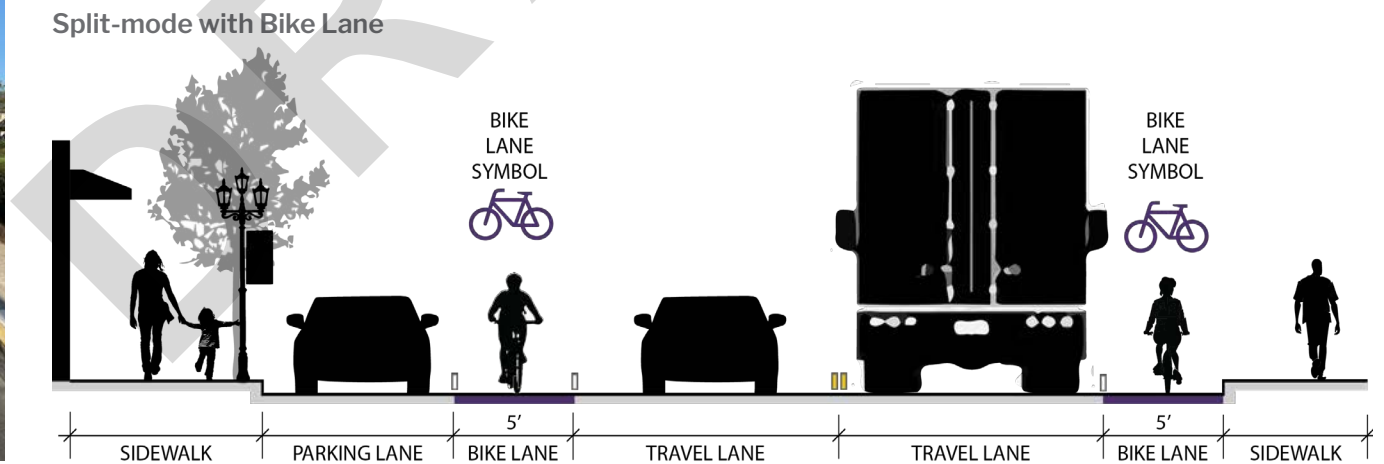 Split-mode with Bike Lane
BIKE
LANE
SYMBOL
BIKE
LANE
SYMBOL
5’
5’
SIDEWALK
PARKING LANE
BIKE LANE
TRAVEL LANE
TRAVEL LANE
BIKE LANE
SIDEWALK